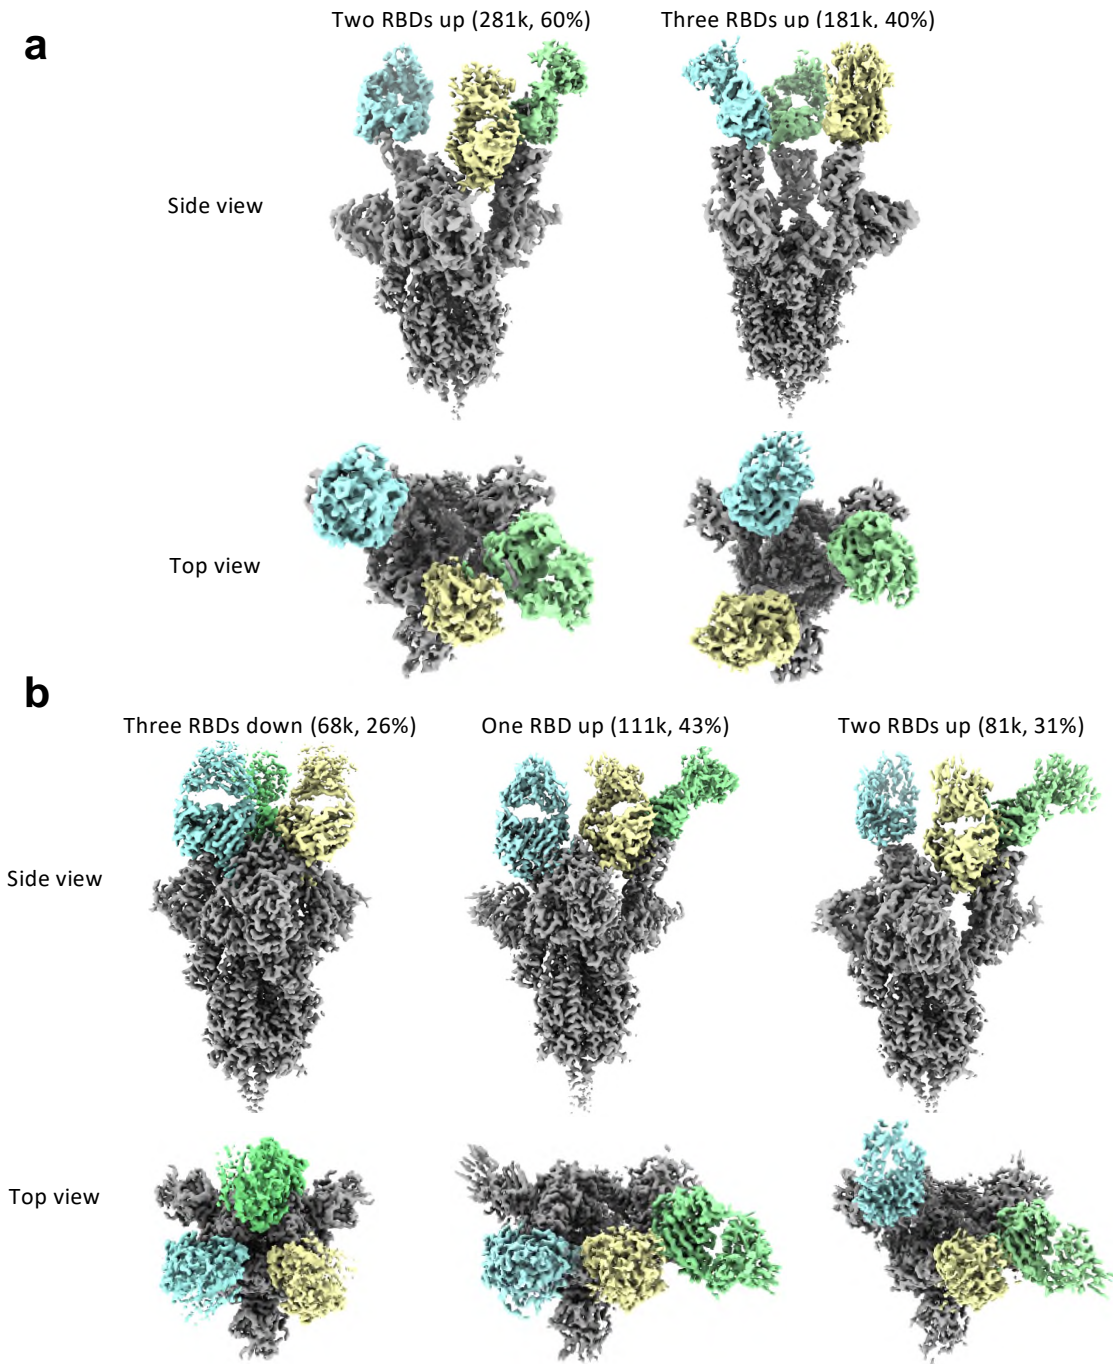 a
Two RBDs up (281k, 60%)
Three RBDs up (181k, 40%)
Side view
Top view
b
Three RBDs down (68k, 26%)
One RBD up (111k, 43%)
Two RBDs up (81k, 31%)
Side view
Top view